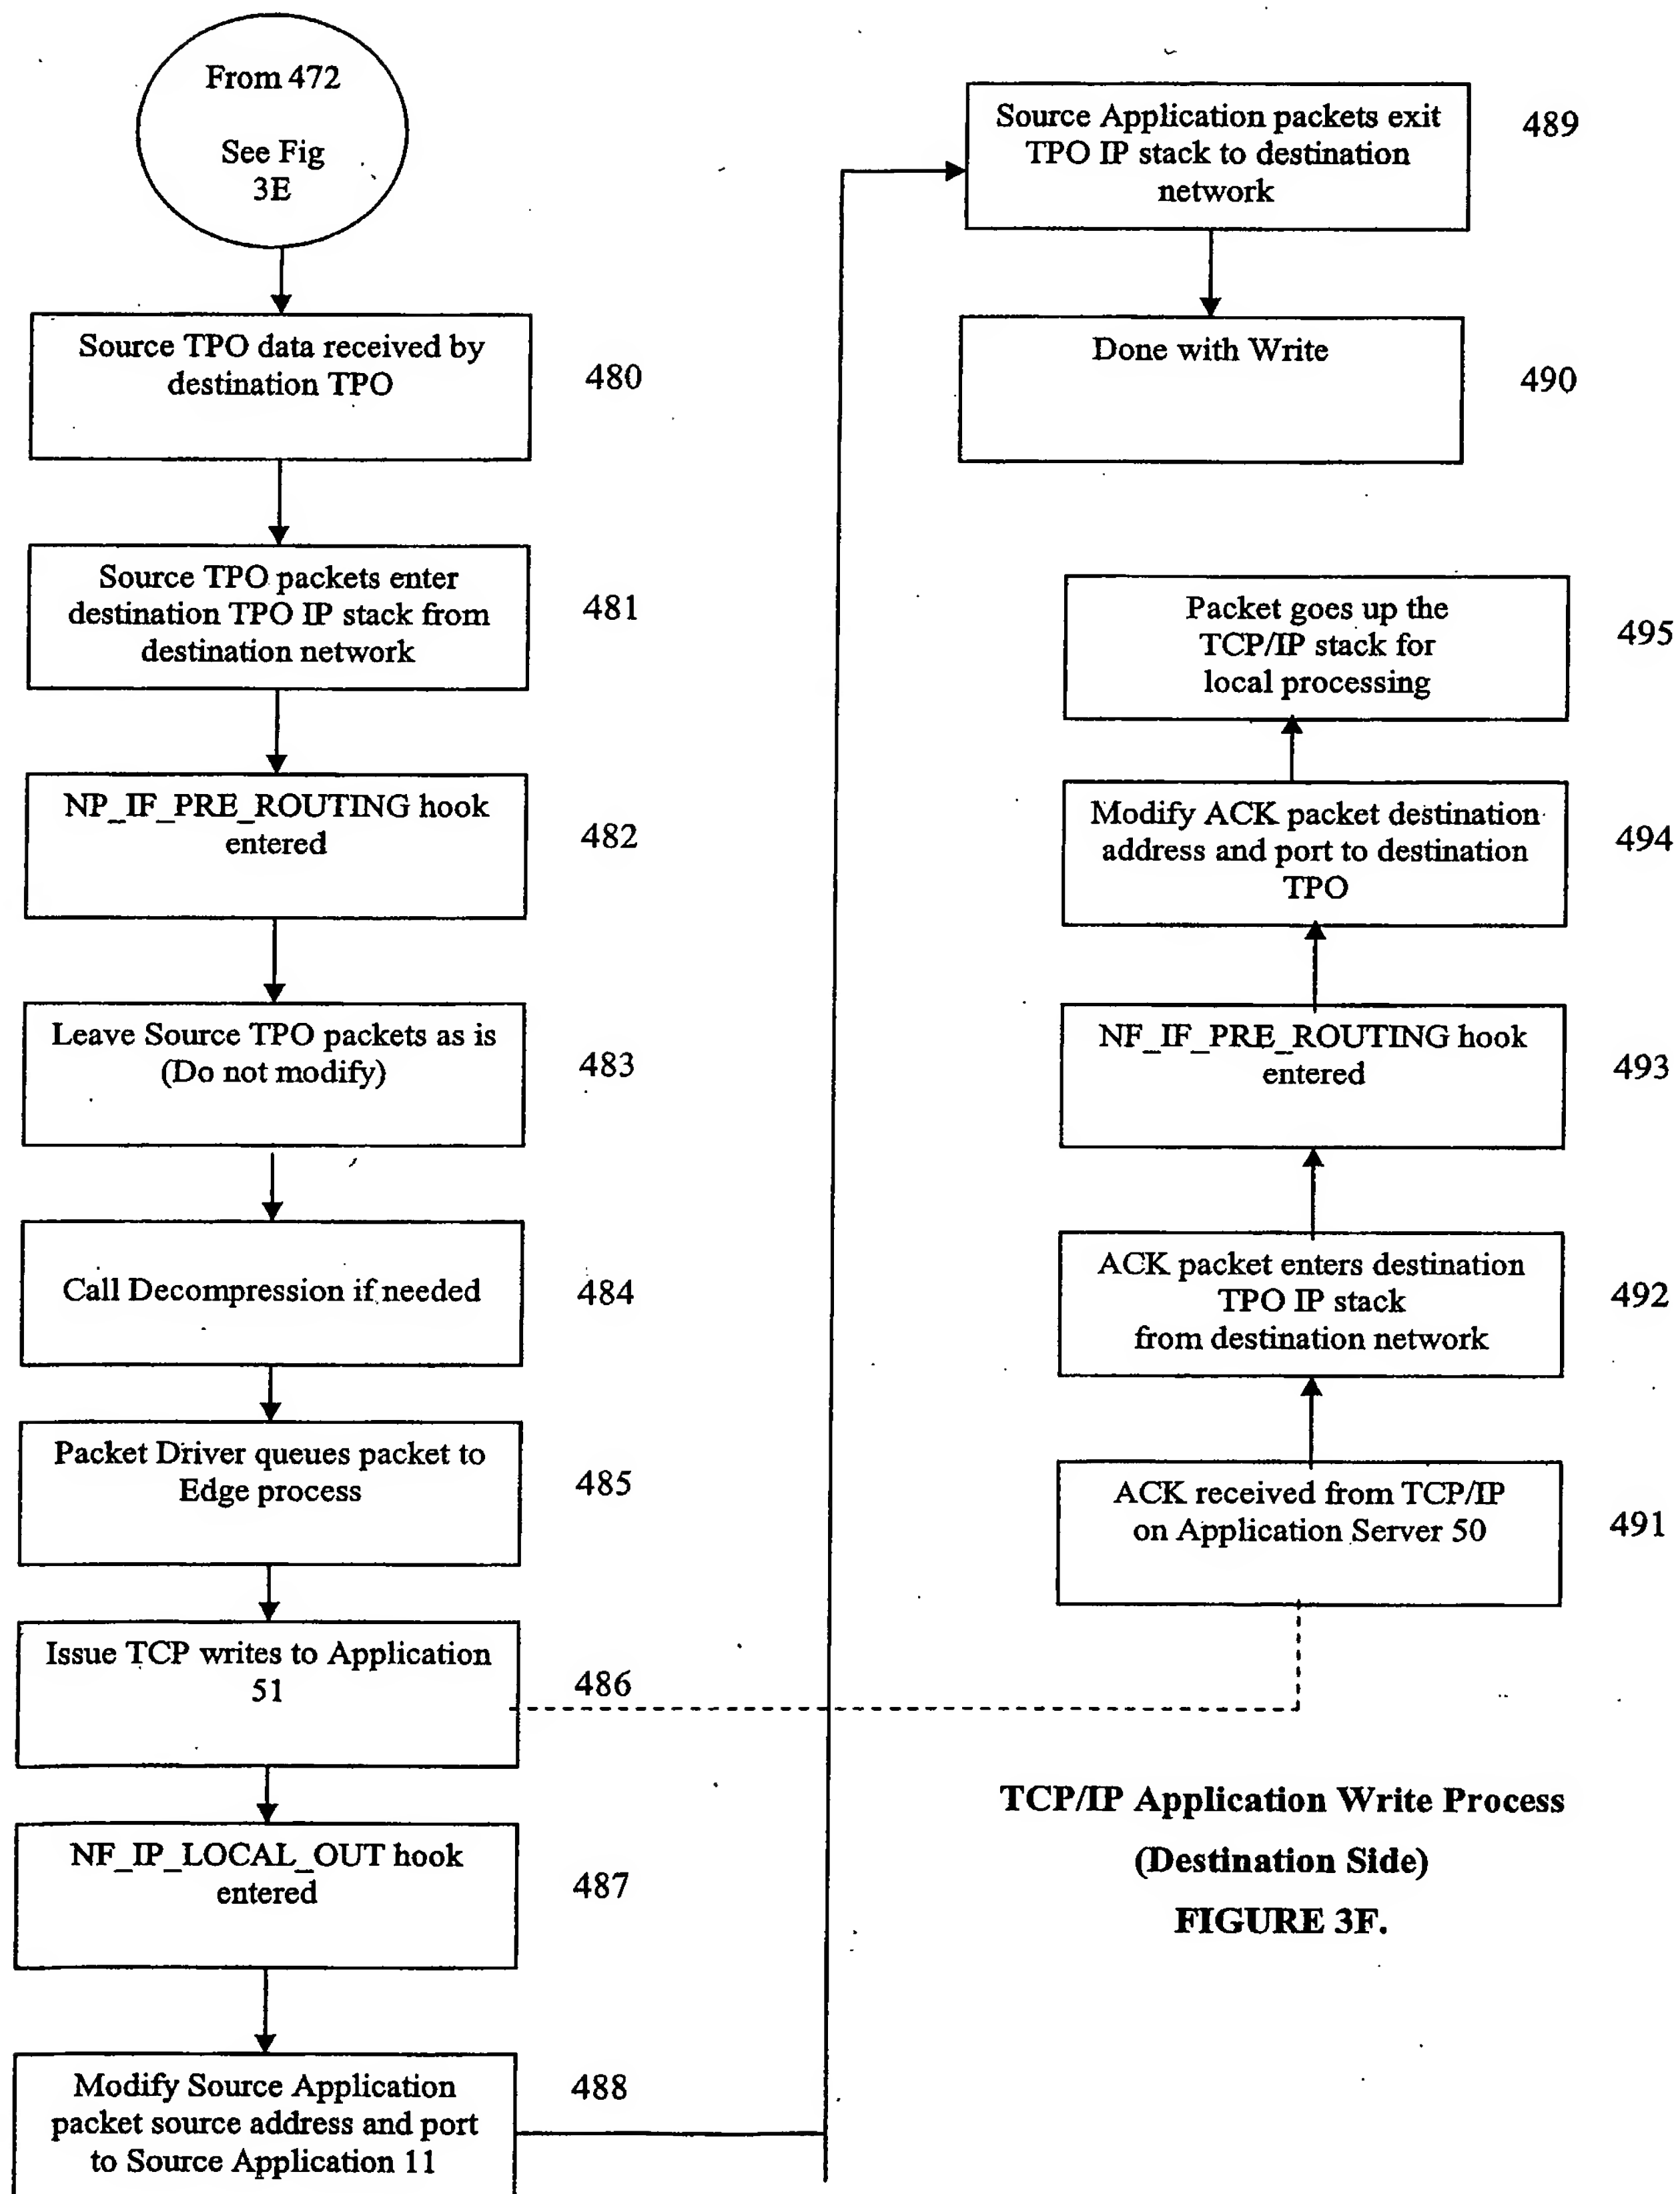 From 472
See Fig
3E
Source TPO data received by
destination TPO
480
Source TPO packets enter
destination TPO IP stack from
destination network
481
NP_IF_PRE_ROUTING hook
entered
482
Leave Source TPO packets as is
(Do not modify)
483
Call Decompression if needed
484
Packet Driver queues packet to
Edge process
485
Issue TCP writes to Application
51
486
NF_IP_LOCAL_OUT hook
entered
487
Modify Source Application
packet source address and port
to Source Application 11
488
Source Application packets exit
TPO IP stack to destination
network
489
Done with Write
490
Packet goes up the
TCP/IP stack for
local processing
495
Modify ACK packet destination
address and port to destination
TPO
494
NF_IF_PRE_ROUTING hook
entered
493
ACK packet enters destination
TPO IP stack
from destination network
492
ACK received from TCP/IP
on Application Server 50
491
TCP/IP Application Write Process
(Destination Side)
FIGURE 3F.